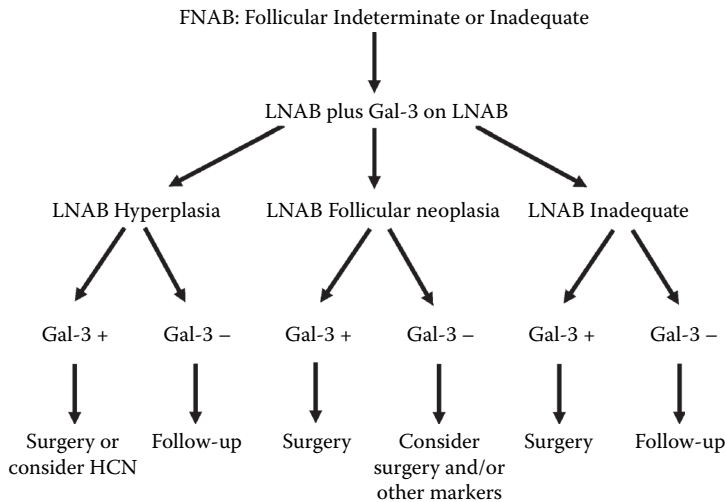 FNAB: Follicular Indeterminate or Inadequate
LNAB plus Gal-3 on LNAB
LNAB Hyperplasia
LNAB Follicular neoplasia
LNAB Inadequate
Gal-3 +
Gal-3 –
Gal-3 +
Gal-3 –
Gal-3 +
Gal-3 –
Surgery or
consider HCN
Follow-up
Surgery
Consider
surgery and/or
other markers
Surgery
Follow-up